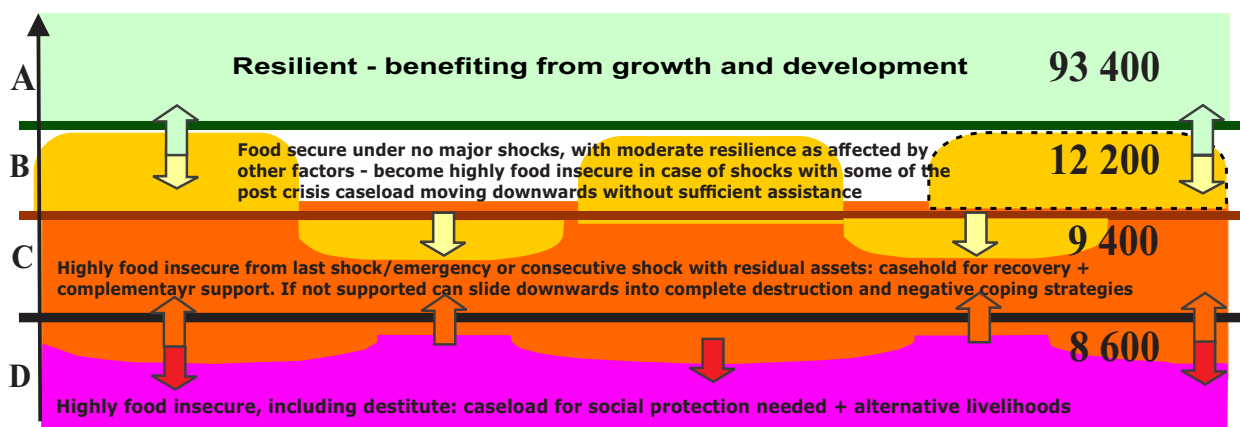 A
Resilient - benefiting from growth and development
93 400
B
Food secure under no major shocks, with moderate resilience as affected by
other factors - become highly food insecure in case of shocks with some of the
post crisis caseload moving downwards without sufficient assistance
12 200
C
9 400
Highly food insecure from last shock/emergency or consecutive shock with residual assets: casehold for recovery +
complementayr support. If not supported can slide downwards into complete destruction and negative coping strategies
D
8 600
Highly food insecure, including destitute: caseload for social protection needed + alternative livelihoods